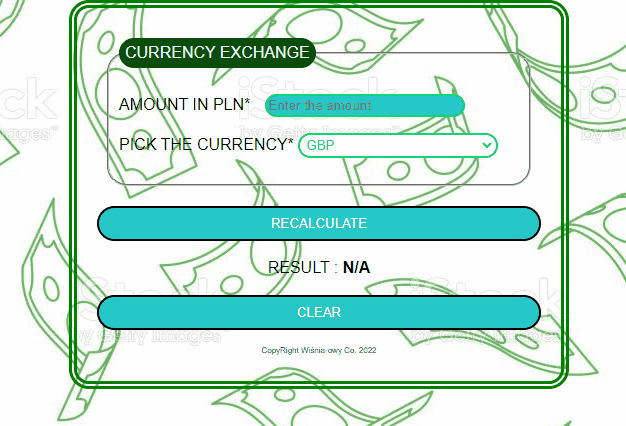 CURRENCY EXCHANGE
AMOUNT IN PLN* Enter the amount
PICK THE CURRENCY* GBP
RECALCULATE
RESULT : N/A
CLEAR
CopyRight Wiśnia-owy Co. 2022
iStock
by Getty Images™
iStock
by Getty Images